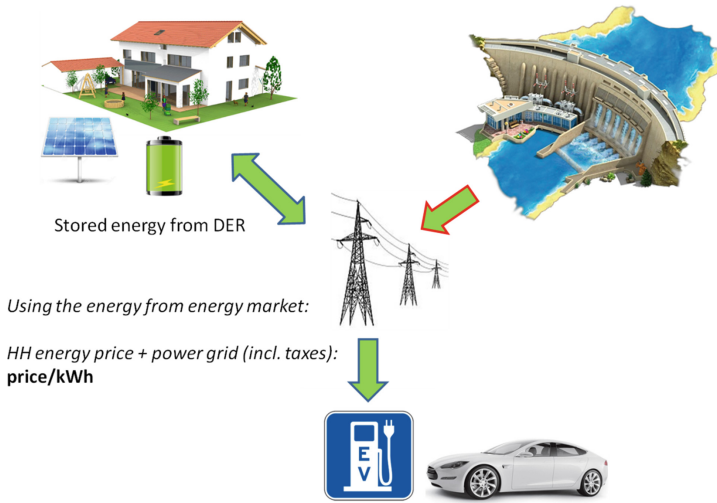 Stored energy from DER
Using the energy from energy market:
HH energy price + power grid (incl. taxes):
price/kWh
E
V